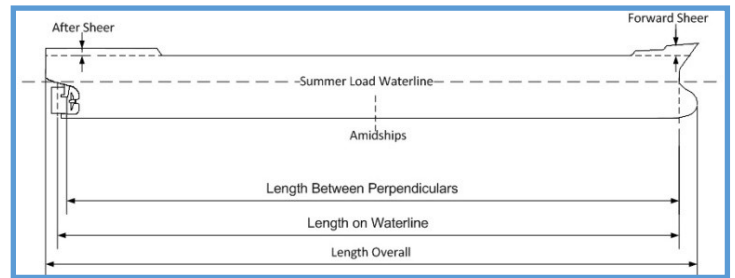 After Sheer
Forward Sheer
Summer Load Waterline
Amidships
Length Between Perpendiculars
Length on Waterline
Length Overall